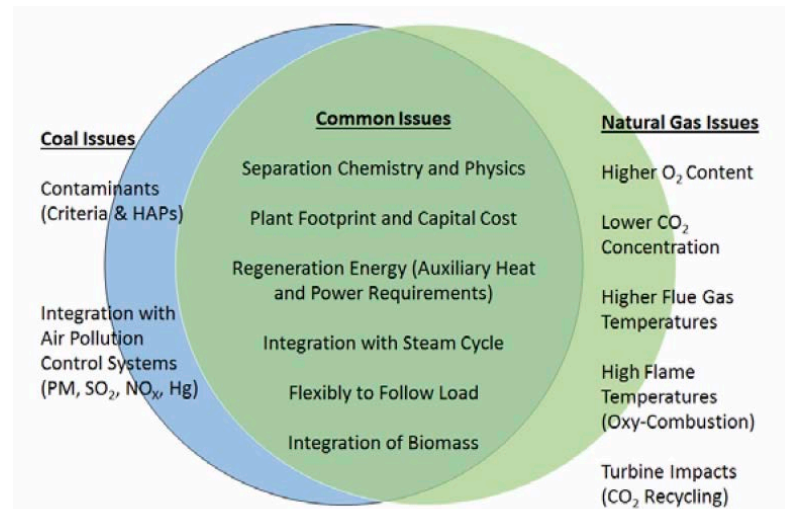 Coal Issues
Contaminants
(Criteria & HAPs)
Integration with
Air Pollution
Control Systems
(PM, SO₂, NOₓ, Hg)
Common Issues
Separation Chemistry and Physics
Plant Footprint and Capital Cost
Regeneration Energy (Auxiliary Heat
and Power Requirements)
Integration with Steam Cycle
Flexibly to Follow Load
Integration of Biomass
Natural Gas Issues
Higher O₂ Content
Lower CO₂
Concentration
Higher Flue Gas
Temperatures
High Flame
Temperatures
(Oxy-Combustion)
Turbine Impacts
(CO₂ Recycling)